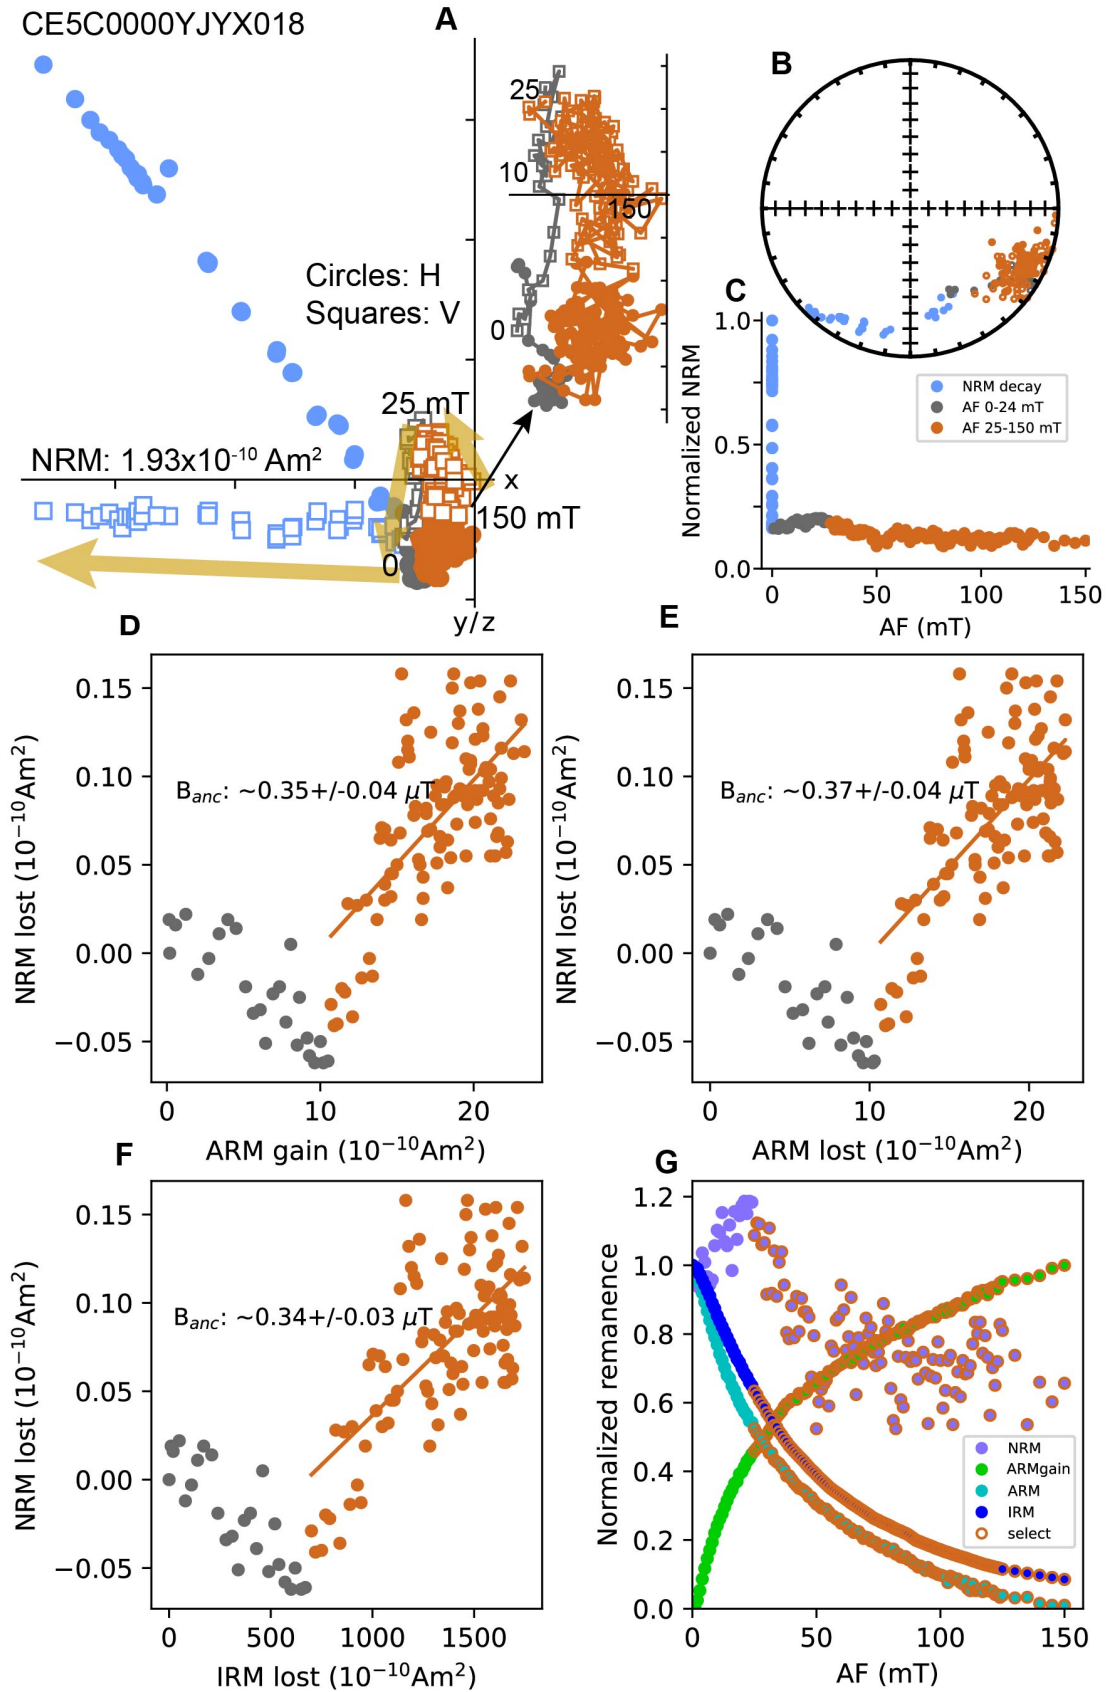 CE5C0000YJYX018
A
25
10
150
0
Circles: H
Squares: V
25 mT
NRM: 1.93x10⁻¹⁰ Am²
x
150 mT
0
y/z
B
C
Normalized NRM
1.0
0.5
0.0
0
50
100
150
AF (mT)
NRM decay
AF 0-24 mT
AF 25-150 mT
D
NRM lost (10⁻¹⁰Am²)
0.15
0.10
0.05
0.00
−0.05
B_anc: ~0.35+/-0.04 μT
0
10
20
ARM gain (10⁻¹⁰Am²)
E
NRM lost (10⁻¹⁰Am²)
0.15
0.10
0.05
0.00
−0.05
B_anc: ~0.37+/-0.04 μT
0
10
20
ARM lost (10⁻¹⁰Am²)
F
NRM lost (10⁻¹⁰Am²)
0.15
0.10
0.05
0.00
−0.05
B_anc: ~0.34+/-0.03 μT
0
500
1000
1500
IRM lost (10⁻¹⁰Am²)
G
Normalized remanence
1.2
1.0
0.8
0.6
0.4
0.2
0.0
0
50
100
150
AF (mT)
NRM
ARMgain
ARM
IRM
select